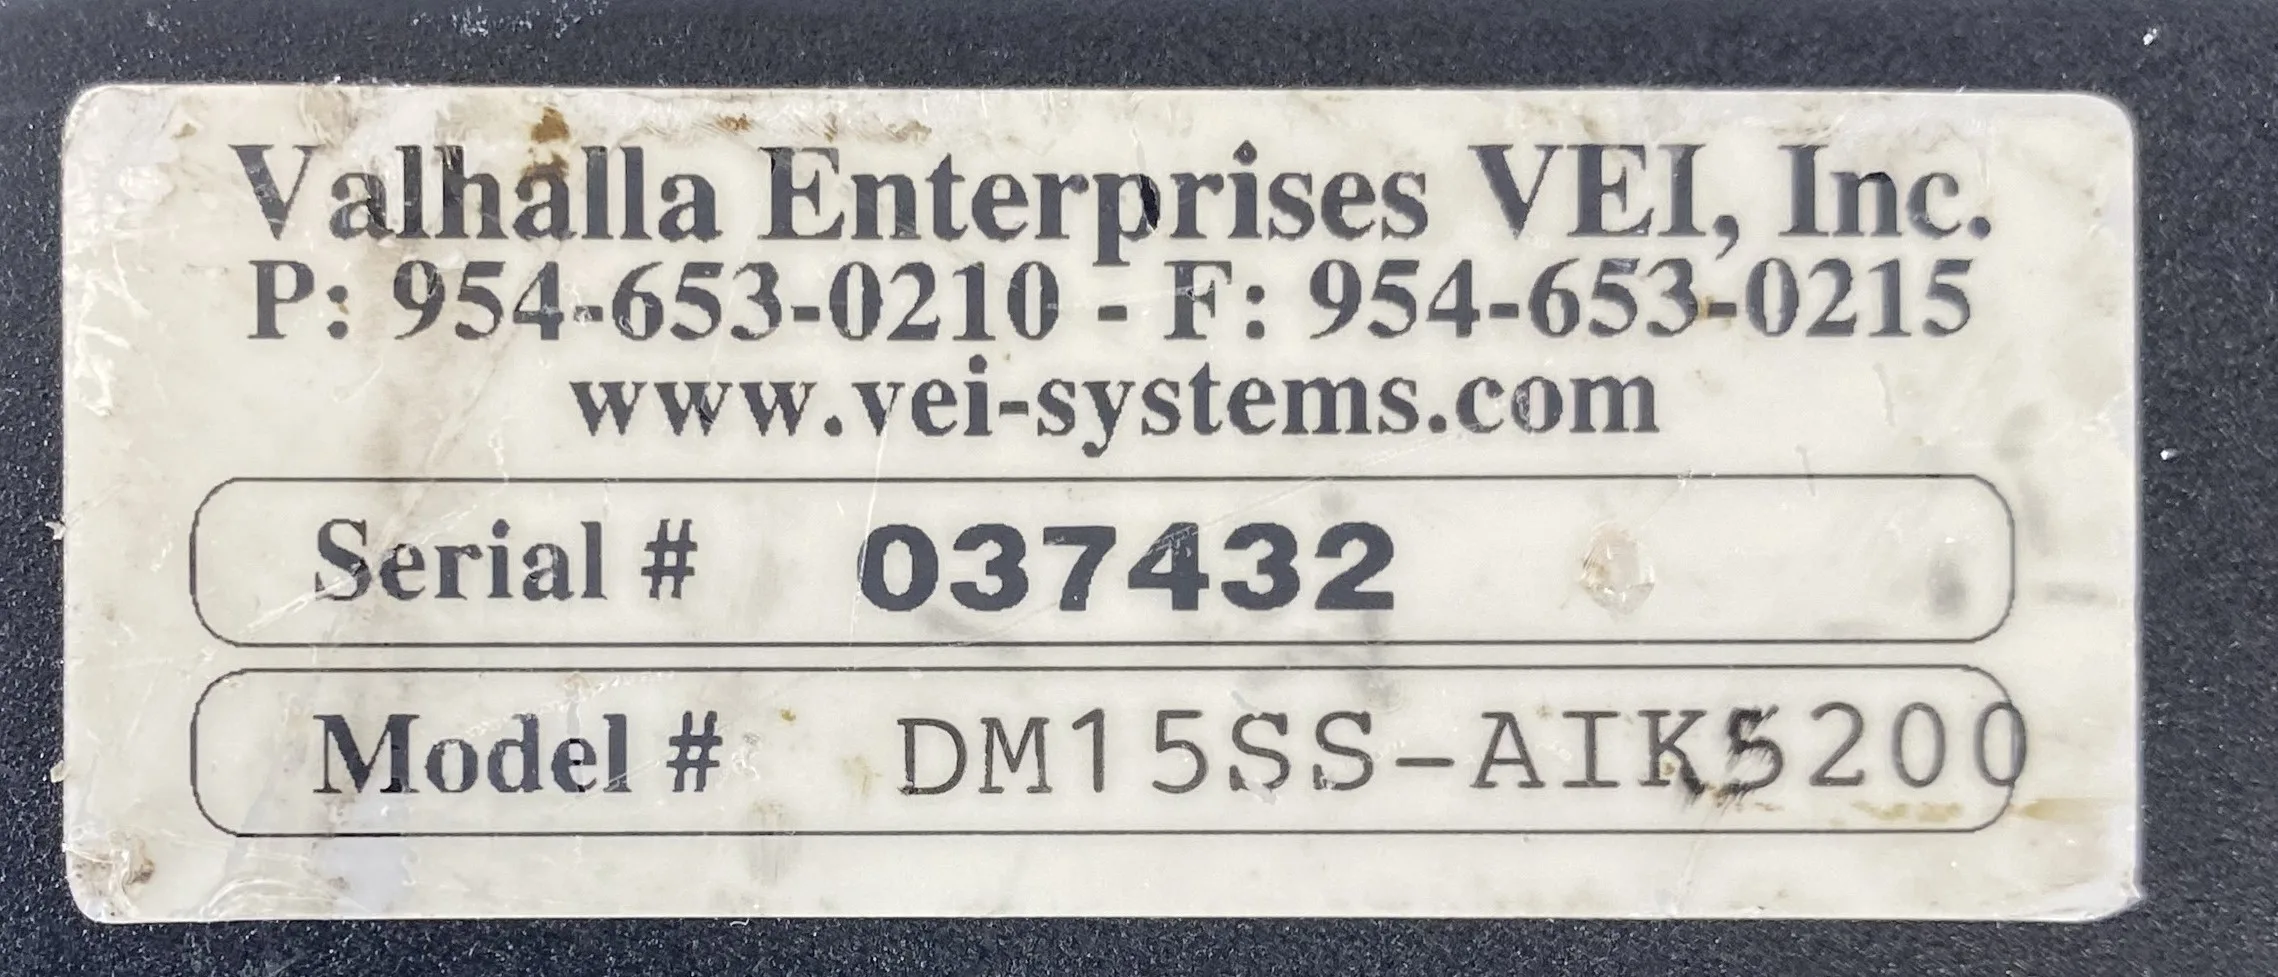 Valhalla Enterprises VEI, Inc.
P: 954-653-0210 - F: 954-653-0215
www.vei-systems.com
Serial # 037432
Model # DM15SS-AIK5200